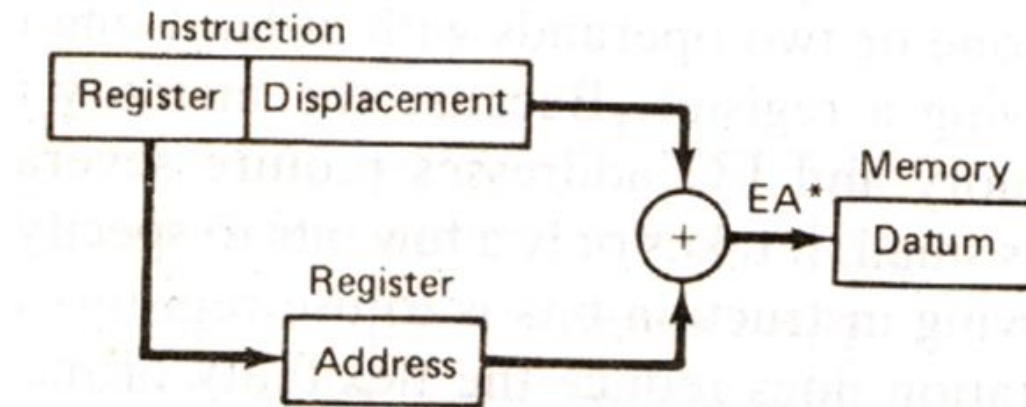 Instruction
Register
Displacement
EA*
Memory
Datum
+
Register
Address